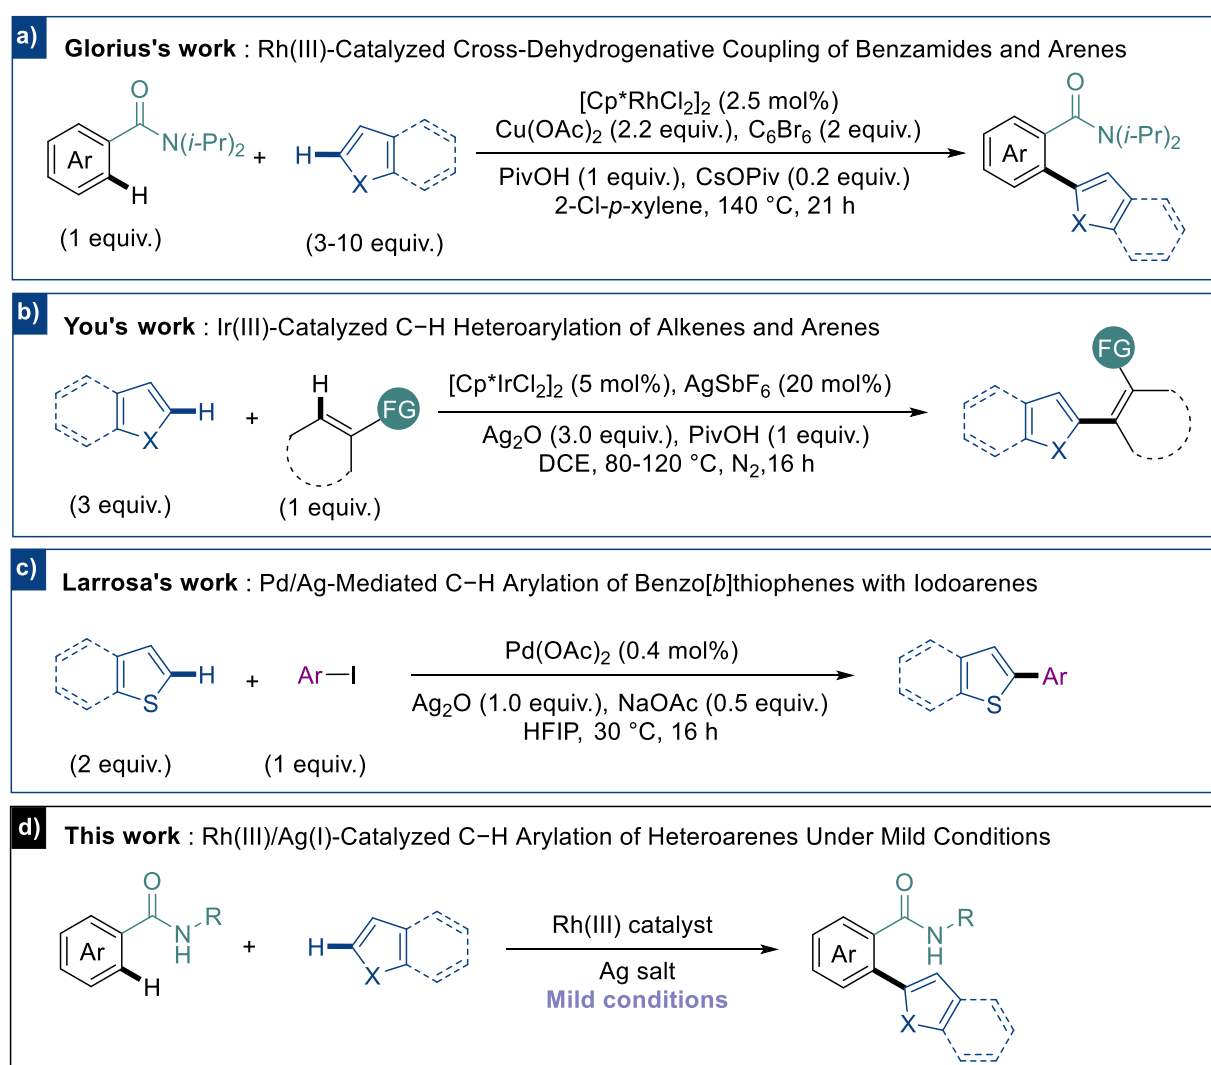 a)
Glorius's work : Rh(III)-Catalyzed Cross-Dehydrogenative Coupling of Benzamides and Arenes
O
N(i-Pr)2
Ar
H
(1 equiv.)
+
H
X
(3-10 equiv.)
[Cp*RhCl2]2 (2.5 mol%)
Cu(OAc)2 (2.2 equiv.), C6Br6 (2 equiv.)
PivOH (1 equiv.), CsOPiv (0.2 equiv.)
2-Cl-p-xylene, 140 °C, 21 h
O
N(i-Pr)2
Ar
X
b)
You's work : Ir(III)-Catalyzed C−H Heteroarylation of Alkenes and Arenes
H
X
(3 equiv.)
+
H
FG
(1 equiv.)
[Cp*IrCl2]2 (5 mol%), AgSbF6 (20 mol%)
Ag2O (3.0 equiv.), PivOH (1 equiv.)
DCE, 80-120 °C, N2,16 h
FG
X
c)
Larrosa's work : Pd/Ag-Mediated C−H Arylation of Benzo[b]thiophenes with Iodoarenes
H
S
(2 equiv.)
+
Ar—I
(1 equiv.)
Pd(OAc)2 (0.4 mol%)
Ag2O (1.0 equiv.), NaOAc (0.5 equiv.)
HFIP, 30 °C, 16 h
S
Ar
d)
This work : Rh(III)/Ag(I)-Catalyzed C−H Arylation of Heteroarenes Under Mild Conditions
O
R
N
H
Ar
H
+
H
X
Rh(III) catalyst
Ag salt
Mild conditions
O
R
N
H
Ar
X